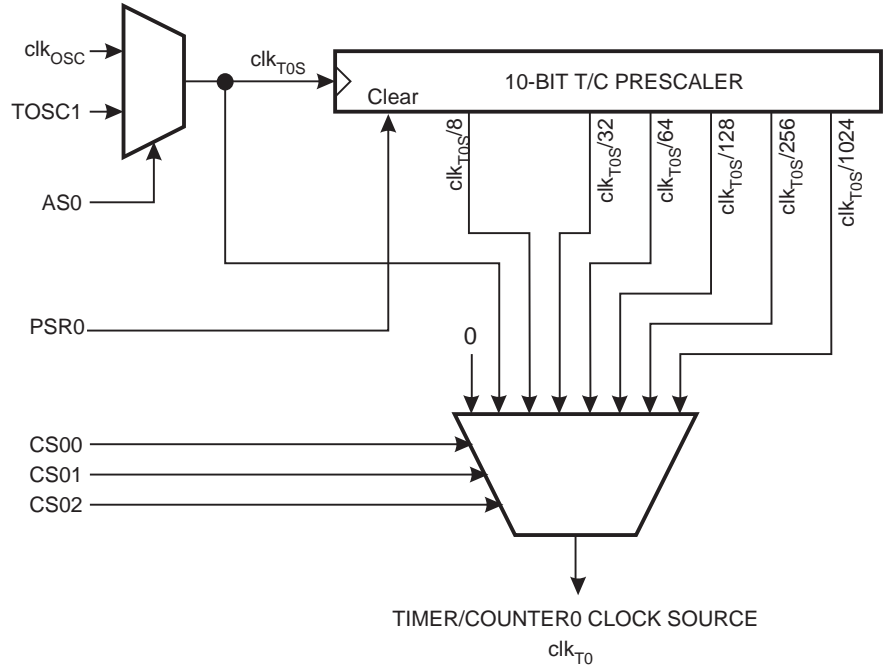 clkOSC
clkT0S
TOSC1
10-BIT T/C PRESCALER
Clear
clkT0S/8
clkT0S/32
clkT0S/64
clkT0S/128
clkT0S/256
clkT0S/1024
AS0
PSR0
0
CS00
CS01
CS02
TIMER/COUNTER0 CLOCK SOURCE
clkT0